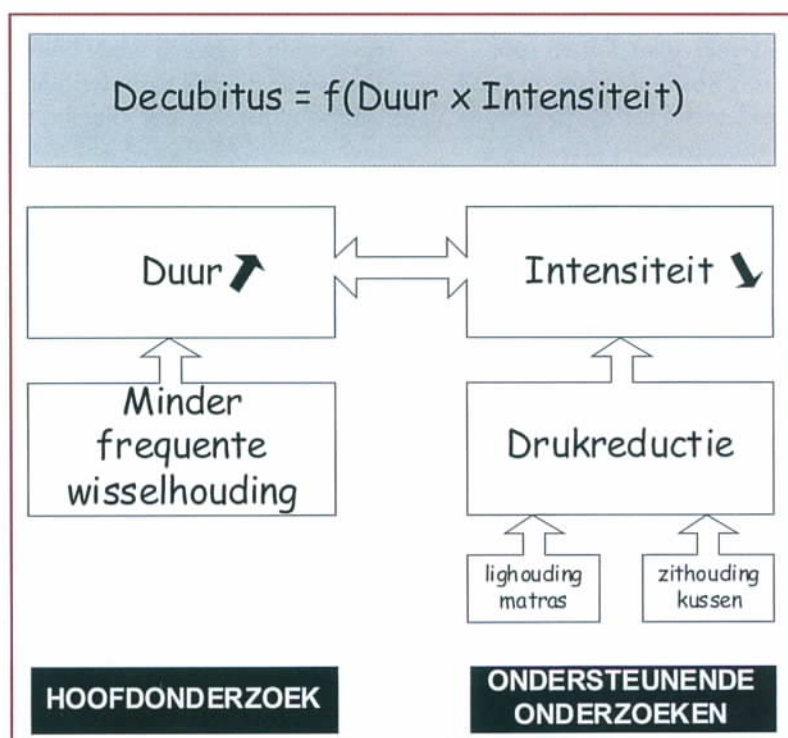 Decubitus = f(Duur x Intensiteit)
Duur
Intensiteit
Minder
frequente
wisselhouding
Drukreductie
lighouding
matras
zithouding
kussen
HOOFDONDERZOEK
ONDERSTEUNENDE
ONDERZOEKEN